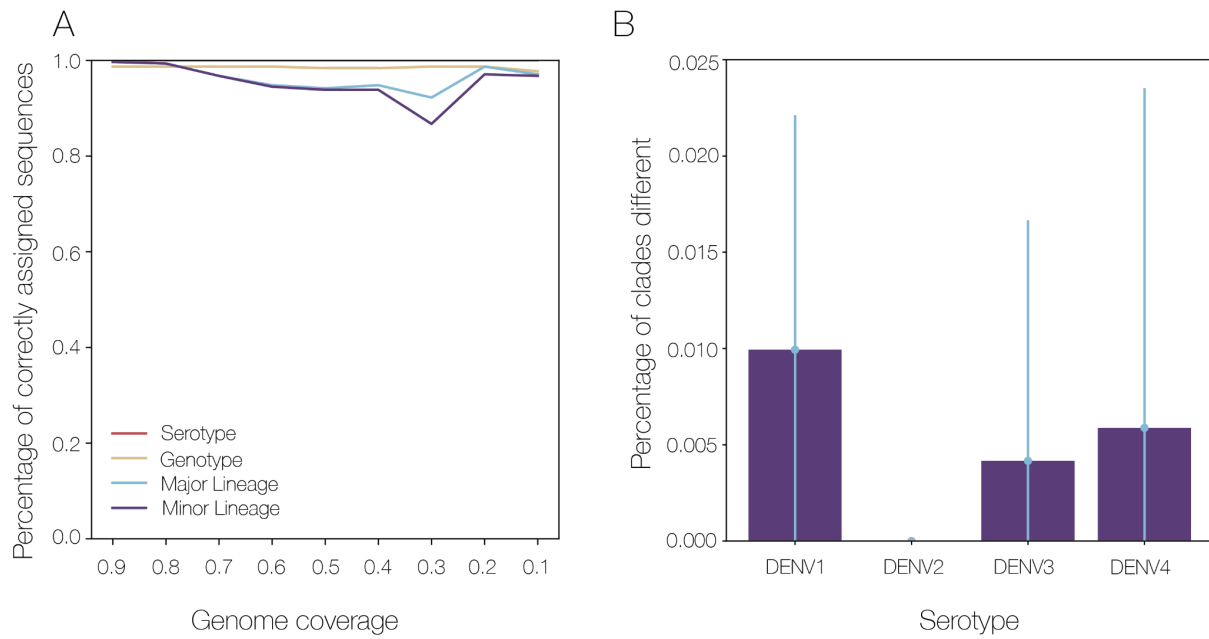 A
Percentage of correctly assigned sequences
1.0
0.8
0.6
0.4
0.2
0.0
Serotype
Genotype
Major Lineage
Minor Lineage
0.9 0.8 0.7 0.6 0.5 0.4 0.3 0.2 0.1
Genome coverage
B
Percentage of clades different
0.025
0.020
0.015
0.010
0.005
0.000
DENV1 DENV2 DENV3 DENV4
Serotype